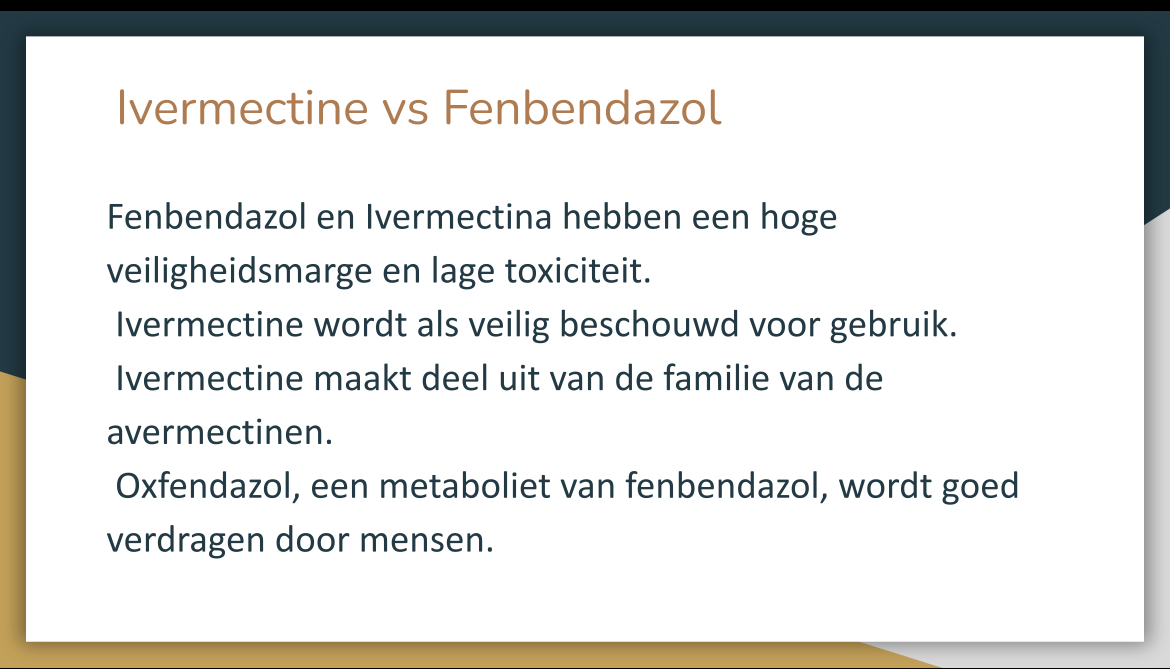 Ivermectine vs Fenbendazol
Fenbendazol en Ivermectina hebben een hoge
veiligheidsmarge en lage toxiciteit.
Ivermectine wordt als veilig beschouwd voor gebruik.
Ivermectine maakt deel uit van de familie van de
avermectinen.
Oxfendazol, een metaboliet van fenbendazol, wordt goed
verdragen door mensen.